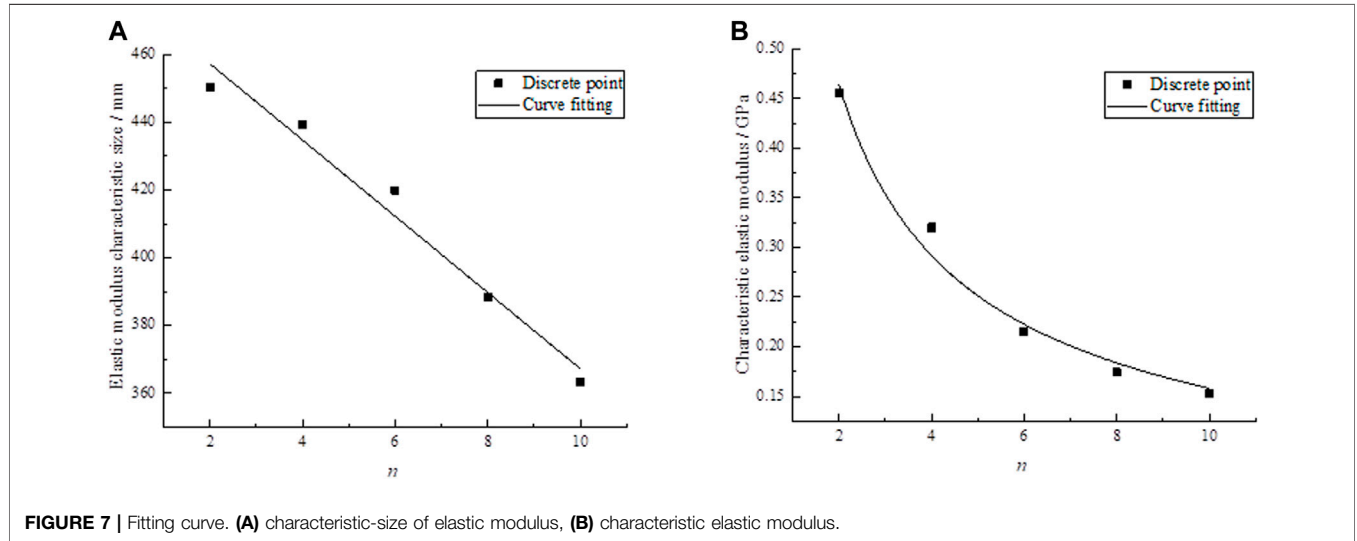 A
460
440
420
400
380
360
2
4
6
8
10
n
Elastic modulus characteristic size / mm
Discrete point
Curve fitting
B
0.50
0.45
0.40
0.35
0.30
0.25
0.20
0.15
2
4
6
8
10
n
Characteristic elastic modulus / GPa
Discrete point
Curve fitting
FIGURE 7 | Fitting curve. (A) characteristic-size of elastic modulus, (B) characteristic elastic modulus.